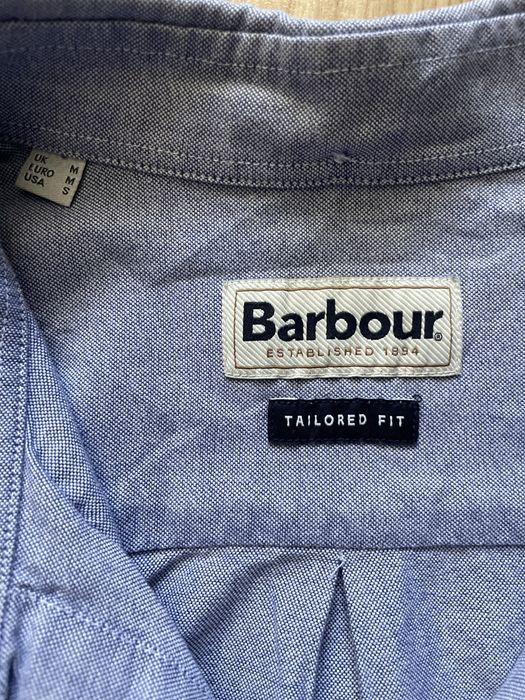 UK M
EURO M
USA S
Barbour®
ESTABLISHED 1894
TAILORED FIT